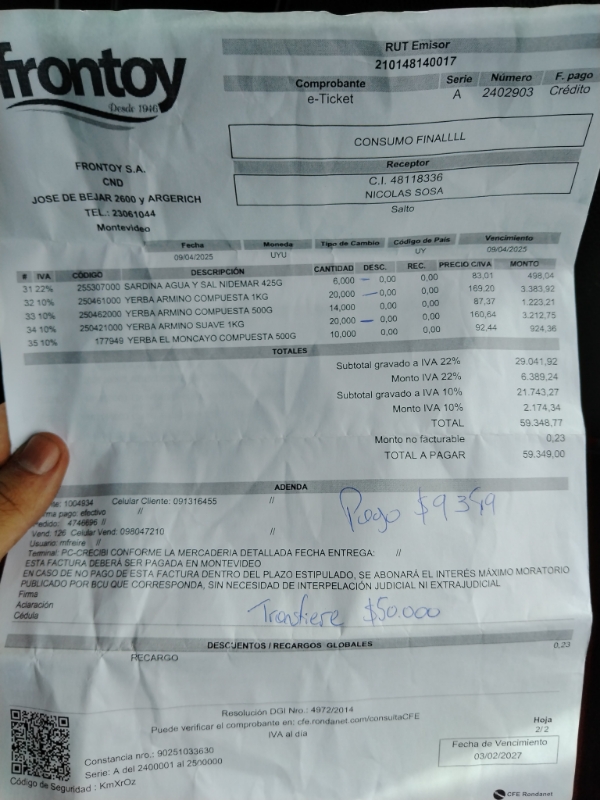 frontoy
Desde 1946
FRONTOY S.A.
CND
JOSE DE BEJAR 2600 y ARGERICH
TEL.: 23061044
Montevideo
RUT Emisor
210148140017
Comprobante Serie Número F. pago
e-Ticket A 2402903 Crédito
CONSUMO FINALLLL
Receptor
C.I. 48118336
NICOLAS SOSA
Salto
Fecha Moneda Tipo de Cambio Código de País Vencimiento
09/04/2025 UYU UY 09/04/2025
# IVA CÓDIGO DESCRIPCIÓN CANTIDAD DESC. REC. PRECIO C/IVA MONTO
31 22% 255307000 SARDINA AGUA Y SAL NIDEMAR 425G 6,000 0,00 0,00 83,01 498,04
32 10% 250461000 YERBA ARMINO COMPUESTA 1KG 20,000 0,00 0,00 169,20 3.383,92
33 10% 250462000 YERBA ARMINO COMPUESTA 500G 14,000 0,00 0,00 87,37 1.223,21
34 10% 250421000 YERBA ARMINO SUAVE 1KG 20,000 0,00 0,00 160,64 3.212,75
35 10% 177949 YERBA EL MONCAYO COMPUESTA 500G 10,000 0,00 0,00 92,44 924,36
TOTALES
Subtotal gravado a IVA 22% 29.041,92
Monto IVA 22% 6.389,24
Subtotal gravado a IVA 10% 21.743,27
Monto IVA 10% 2.174,34
TOTAL 59.348,77
Monto no facturable 0,23
TOTAL A PAGAR 59.349,00
ADENDA
1004934 Celular Cliente: 091316455 //
pago: efectivo //
Pedido: 4746696 //
Vend: 126 Celular Vend: 098047210 //
Usuario: mfreire //
Pago $9349
Terminal: PC-CRECIBI CONFORME LA MERCADERIA DETALLADA FECHA ENTREGA: //
ESTA FACTURA DEBERÁ SER PAGADA EN MONTEVIDEO
EN CASO DE NO PAGO DE ESTA FACTURA DENTRO DEL PLAZO ESTIPULADO, SE ABONARÁ EL INTERÉS MÁXIMO MORATORIO
PUBLICADO POR BCU QUE CORRESPONDA, SIN NECESIDAD DE INTERPELACIÓN JUDICIAL NI EXTRAJUDICIAL
Firma
Aclaración
Cédula
Transfiere $50.000
DESCUENTOS / RECARGOS GLOBALES
RECARGO 0,23
Resolución DGI Nro.: 4972/2014
Puede verificar el comprobante en: cfe.rondanet.com/consultaCFE
IVA al día
Hoja
2/ 2
Constancia nro.: 90251033630
Serie: A del 2400001 al 2500000
Código de Seguridad : KmXrOz
Fecha de Vencimiento
03/02/2027
CFE Rondanet